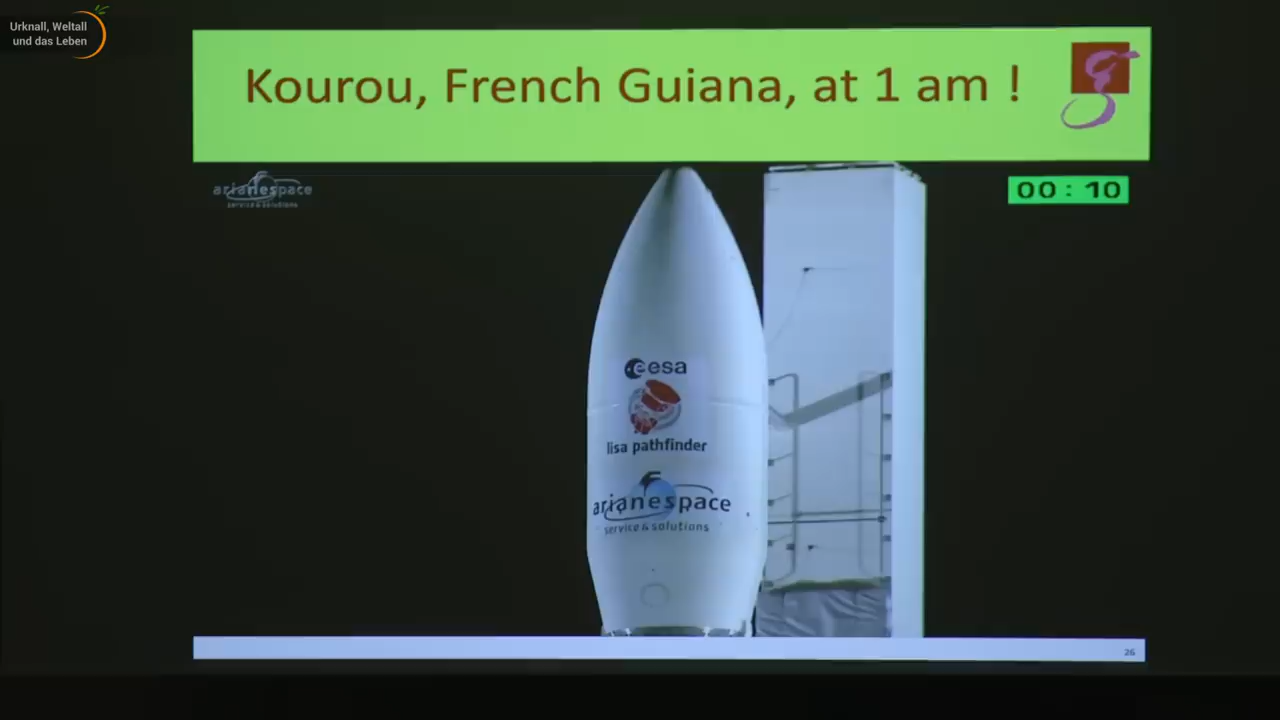 Urknall, Weltall
und das Leben
Kourou, French Guiana, at 1 am !
arianespace
service & solutions
00 : 10
esa
lisa pathfinder
arianespace
service & solutions
26